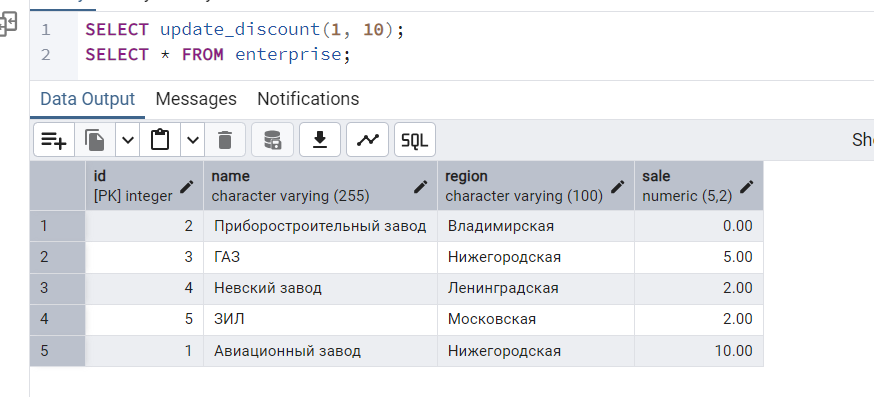 1 SELECT update_discount(1, 10);
2 SELECT * FROM enterprise;
Data Output Messages Notifications
SQL
id name region sale
[PK] integer character varying (255) character varying (100) numeric (5,2)
1 2 Приборостроительный завод Владимирская 0.00
2 3 ГАЗ Нижегородская 5.00
3 4 Невский завод Ленинградская 2.00
4 5 ЗИЛ Московская 2.00
5 1 Авиационный завод Нижегородская 10.00